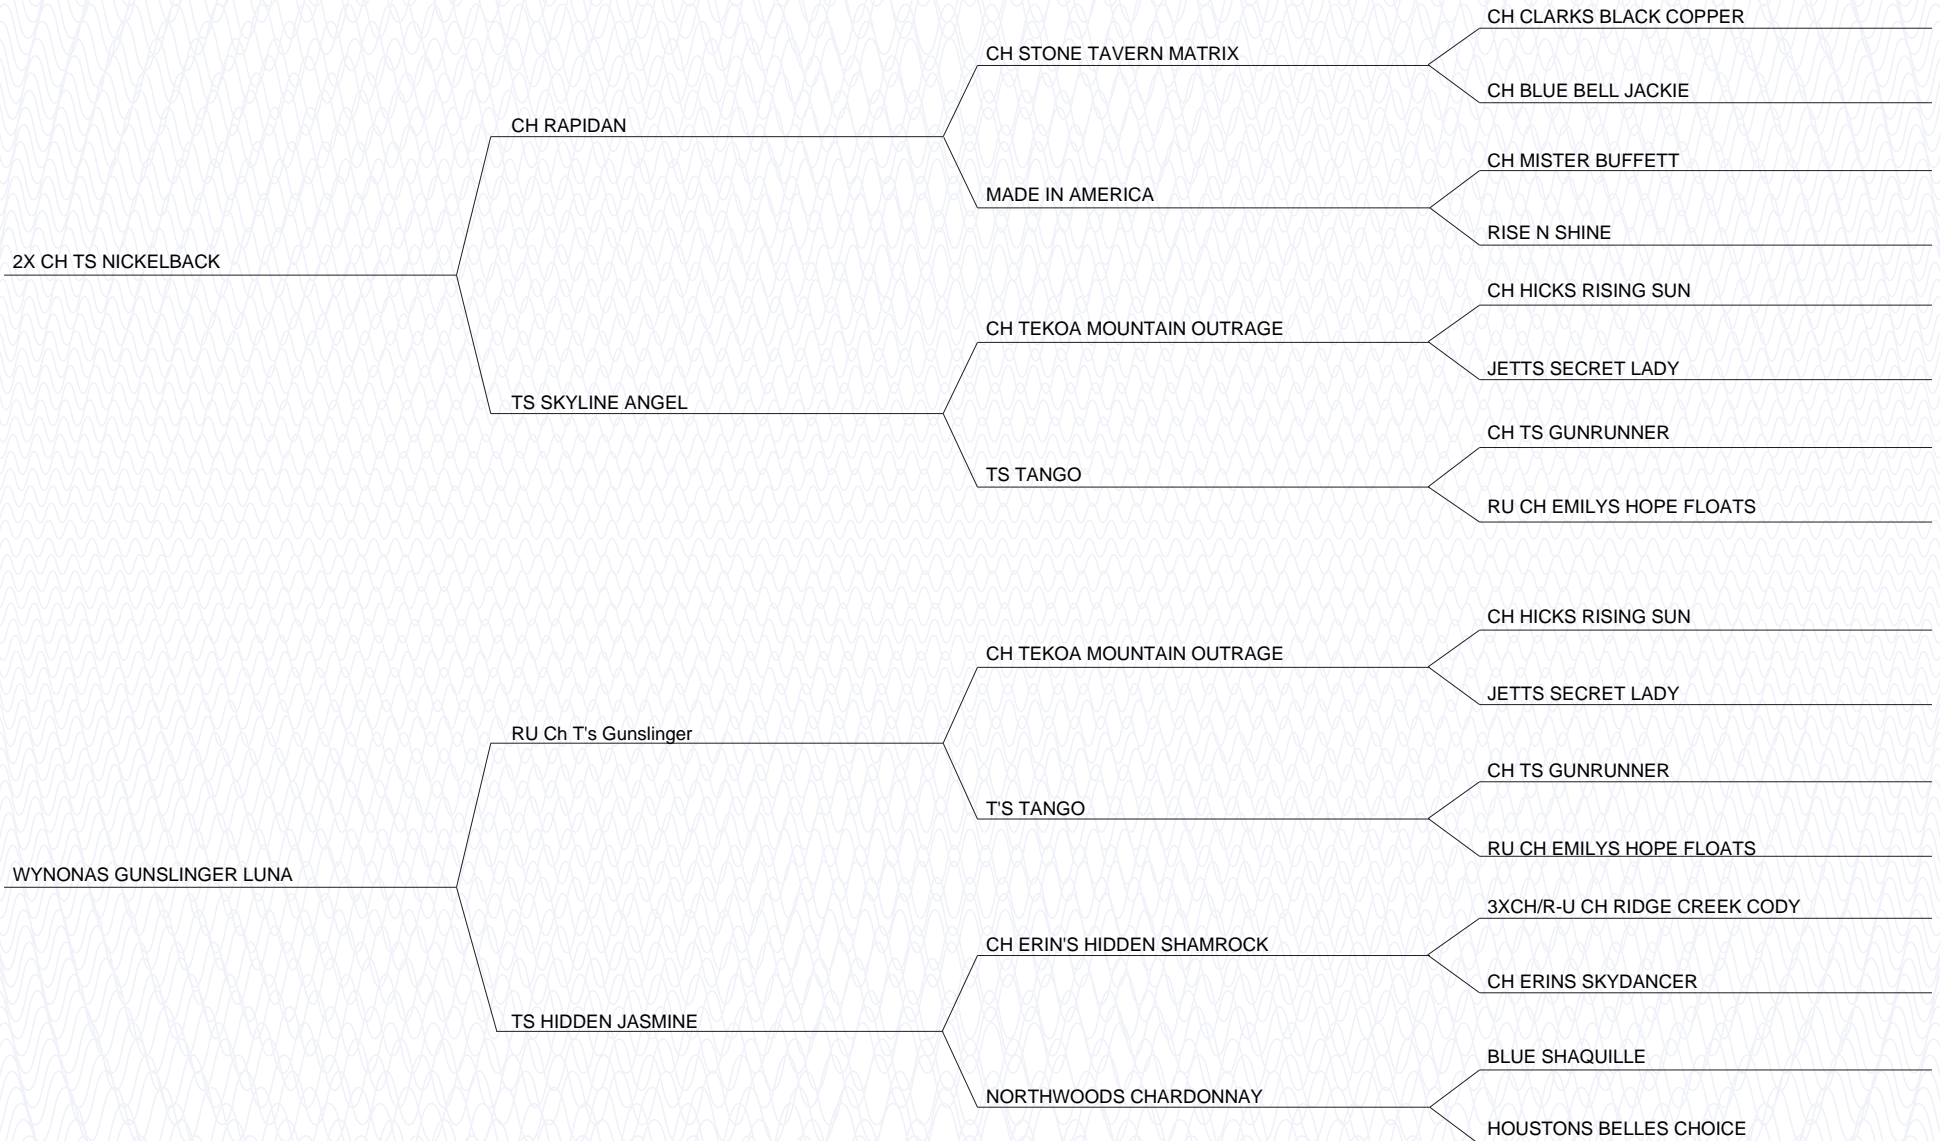 CH CLARKS BLACK COPPER
CH STONE TAVERN MATRIX
CH BLUE BELL JACKIE
CH RAPIDAN
CH MISTER BUFFETT
MADE IN AMERICA
RISE N SHINE
2X CH TS NICKELBACK
CH HICKS RISING SUN
CH TEKOA MOUNTAIN OUTRAGE
JETTS SECRET LADY
TS SKYLINE ANGEL
CH TS GUNRUNNER
TS TANGO
RU CH EMILYS HOPE FLOATS
CH HICKS RISING SUN
CH TEKOA MOUNTAIN OUTRAGE
JETTS SECRET LADY
RU Ch T's Gunslinger
CH TS GUNRUNNER
T'S TANGO
RU CH EMILYS HOPE FLOATS
WYNONAS GUNSLINGER LUNA
3XCH/R-U CH RIDGE CREEK CODY
CH ERIN'S HIDDEN SHAMROCK
CH ERINS SKYDANCER
TS HIDDEN JASMINE
BLUE SHAQUILLE
NORTHWOODS CHARDONNAY
HOUSTONS BELLES CHOICE